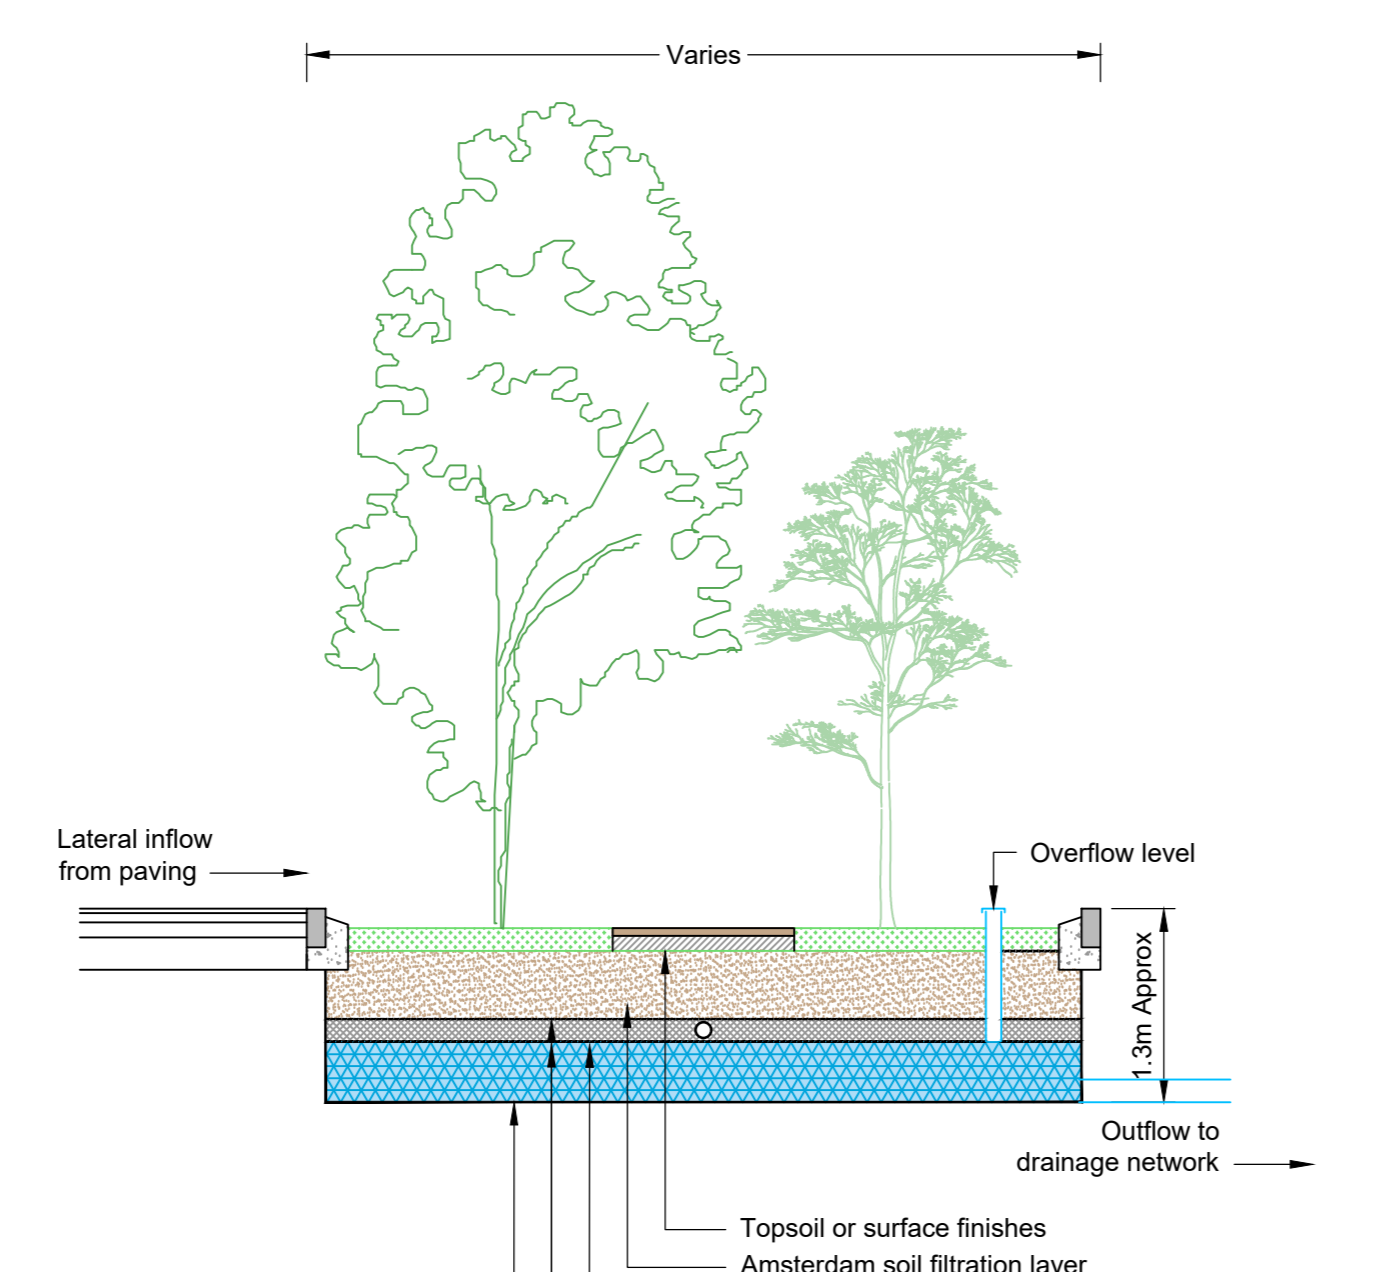 Varies
Lateral inflow
from paving
Overflow level
1.3m Approx
Outflow to
drainage network
Topsoil or surface finishes
Amsterdam soil filtration layer